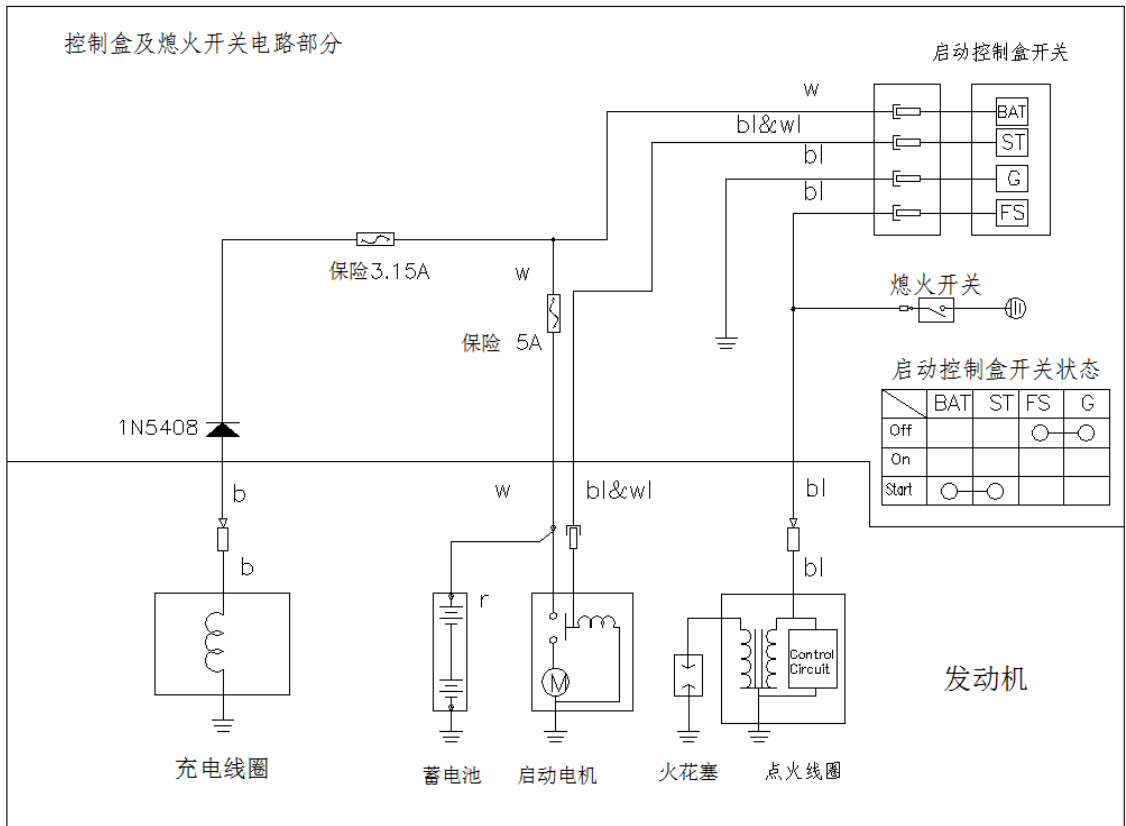 控制盒及熄火开关电路部分
启动控制盒开关
w
BAT
bl&wl
ST
bl
G
bl
FS
保险3.15A
w
熄火开关
保险 5A
启动控制盒开关状态
BAT ST FS G
Off
On
Start
1N5408
b
w
bl&wl
bl
b
r
bl
M
Control
Circuit
发动机
充电线圈
蓄电池
启动电机
火花塞
点火线圈